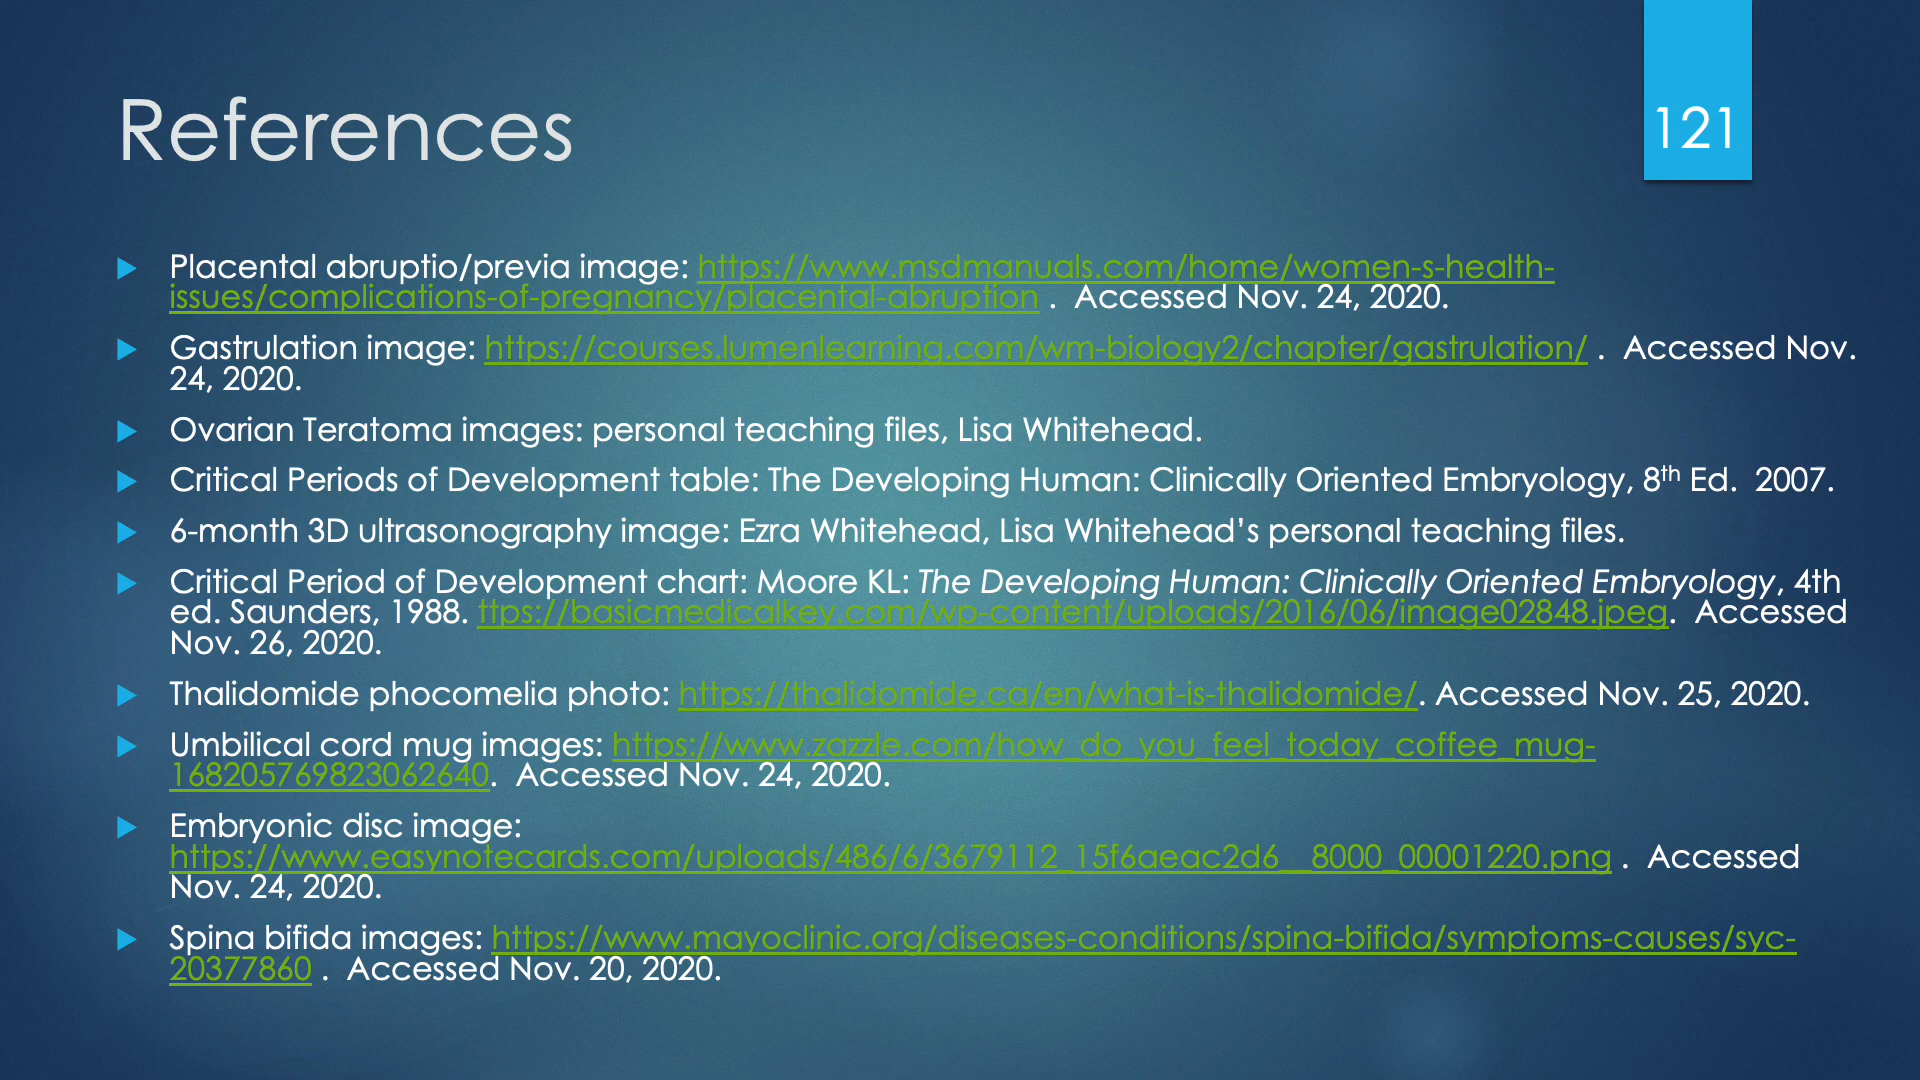 References
121
Placental abruptio/previa image: https://www.msdmanuals.com/home/women-s-health-
issues/complications-of-pregnancy/placental-abruption .  Accessed Nov. 24, 2020.
Gastrulation image: https://courses.lumenlearning.com/wm-biology2/chapter/gastrulation/ .  Accessed Nov.
24, 2020.
Ovarian Teratoma images: personal teaching files, Lisa Whitehead.
Critical Periods of Development table: The Developing Human: Clinically Oriented Embryology, 8th Ed.  2007.
6-month 3D ultrasonography image: Ezra Whitehead, Lisa Whitehead’s personal teaching files.
Critical Period of Development chart: Moore KL: The Developing Human: Clinically Oriented Embryology, 4th
ed. Saunders, 1988. ttps://basicmedicalkey.com/wp-content/uploads/2016/06/image02848.jpeg.  Accessed
Nov. 26, 2020.
Thalidomide phocomelia photo: https://thalidomide.ca/en/what-is-thalidomide/. Accessed Nov. 25, 2020.
Umbilical cord mug images: https://www.zazzle.com/how_do_you_feel_today_coffee_mug-
168205769823062640.  Accessed Nov. 24, 2020.
Embryonic disc image:
https://www.easynotecards.com/uploads/486/6/3679112_15f6aeac2d6__8000_00001220.png .  Accessed
Nov. 24, 2020.
Spina bifida images: https://www.mayoclinic.org/diseases-conditions/spina-bifida/symptoms-causes/syc-
20377860 .  Accessed Nov. 20, 2020.